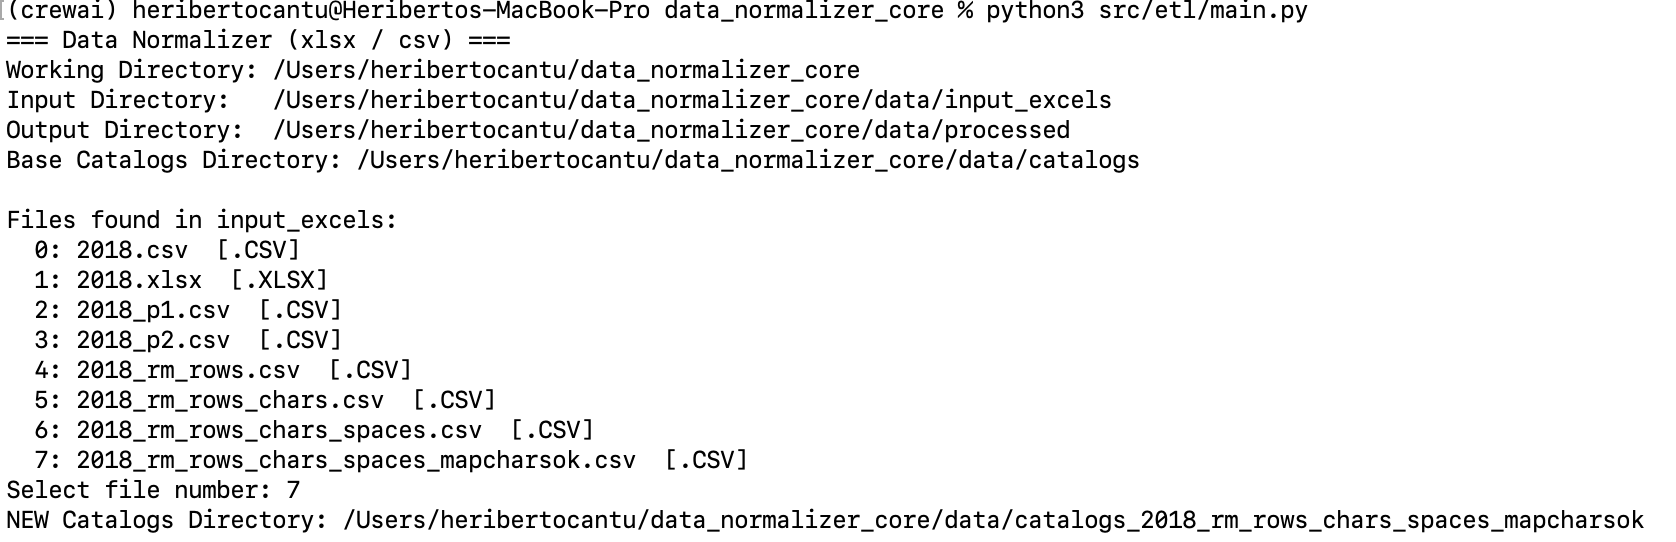 [(crewai) heribertocantu@Heribertos-MacBook-Pro data_normalizer_core % python3 src/etl/main.py
=== Data Normalizer (xlsx / csv) ===
Working Directory: /Users/heribertocantu/data_normalizer_core
Input Directory:   /Users/heribertocantu/data_normalizer_core/data/input_excels
Output Directory:  /Users/heribertocantu/data_normalizer_core/data/processed
Base Catalogs Directory: /Users/heribertocantu/data_normalizer_core/data/catalogs

Files found in input_excels:
  0: 2018.csv  [.CSV]
  1: 2018.xlsx  [.XLSX]
  2: 2018_p1.csv  [.CSV]
  3: 2018_p2.csv  [.CSV]
  4: 2018_rm_rows.csv  [.CSV]
  5: 2018_rm_rows_chars.csv  [.CSV]
  6: 2018_rm_rows_chars_spaces.csv  [.CSV]
  7: 2018_rm_rows_chars_spaces_mapcharsok.csv  [.CSV]
Select file number: 7
NEW Catalogs Directory: /Users/heribertocantu/data_normalizer_core/data/catalogs_2018_rm_rows_chars_spaces_mapcharsok